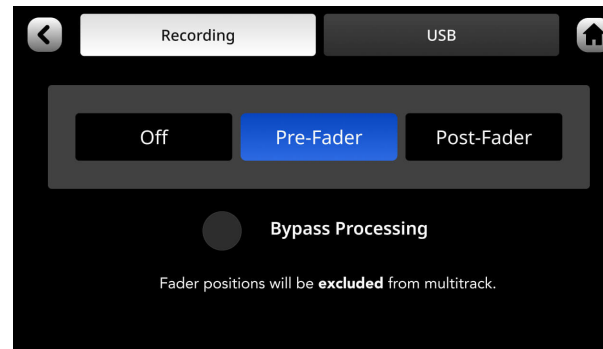 Recording
USB
Off
Pre-Fader
Post-Fader
Bypass Processing
Fader positions will be excluded from multitrack.